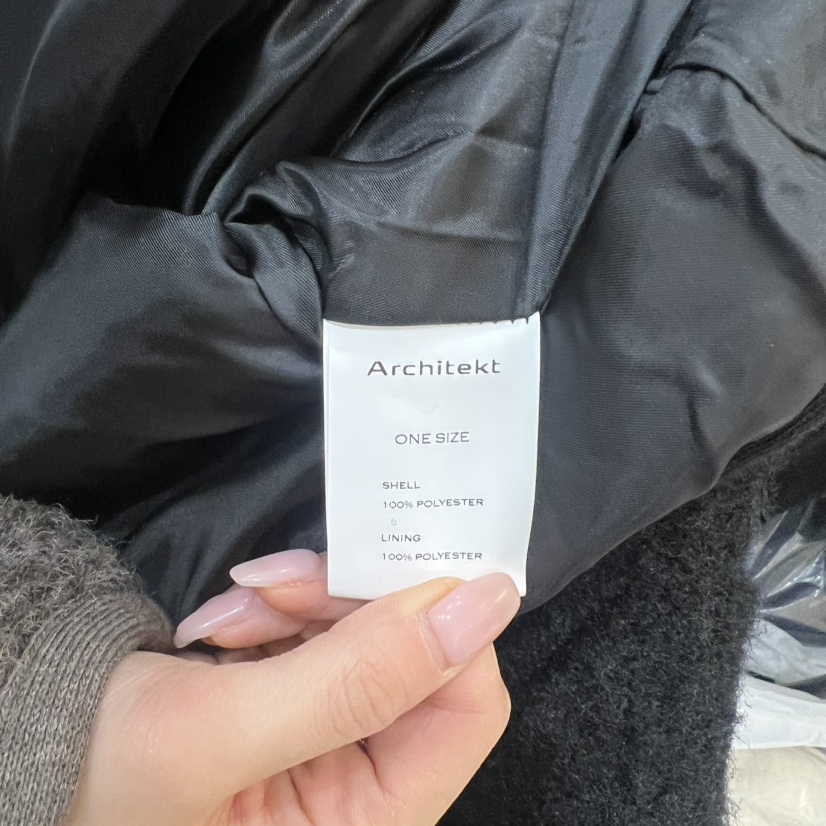 Architekt
ONE SIZE
SHELL
100% POLYESTER
LINING
100% POLYESTER